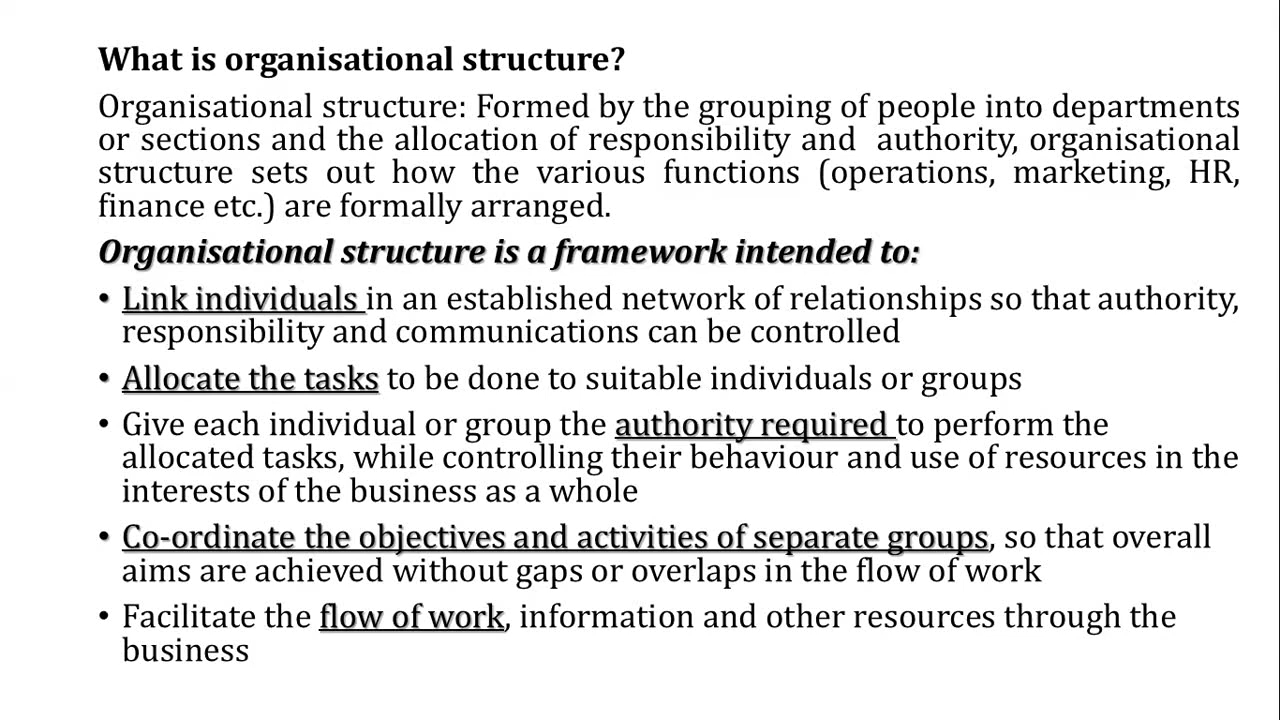 What is organisational structure?
Organisational structure: Formed by the grouping of people into departments
or sections and the allocation of responsibility and authority, organisational
structure sets out how the various functions (operations, marketing, HR,
finance etc.) are formally arranged.
Organisational structure is a framework intended to:
• Link individuals in an established network of relationships so that authority,
responsibility and communications can be controlled
• Allocate the tasks to be done to suitable individuals or groups
• Give each individual or group the authority required to perform the
allocated tasks, while controlling their behaviour and use of resources in the
interests of the business as a whole
• Co-ordinate the objectives and activities of separate groups, so that overall
aims are achieved without gaps or overlaps in the flow of work
• Facilitate the flow of work, information and other resources through the
business